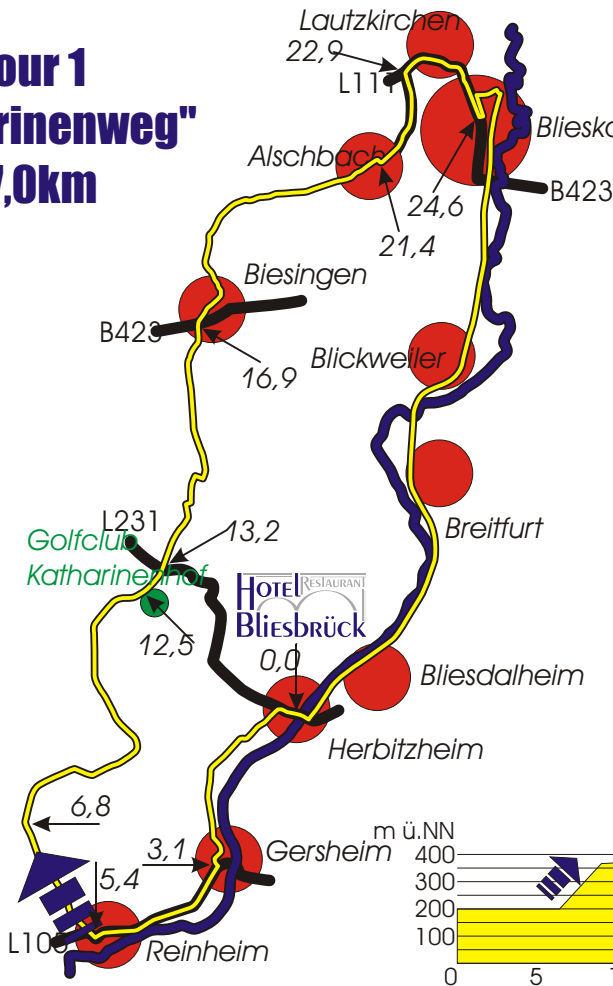 our 1
rinenweg"
7,0km
Lautzkirchen
22,9
L111
Bliesk
Alschbach
24,6
B423
21,4
Biesingen
B423
Blickweiler
16,9
L231
13,2
Breitfurt
Golfclub
Katharinenhof
HOTEL RESTAURANT
BLIESBRÜCK
12,5
0,0
Bliesdalheim
Herbitzheim
6,8
m ü.NN
3,1
Gersheim
400
300
5,4
200
L105
Reinheim
100
0 5